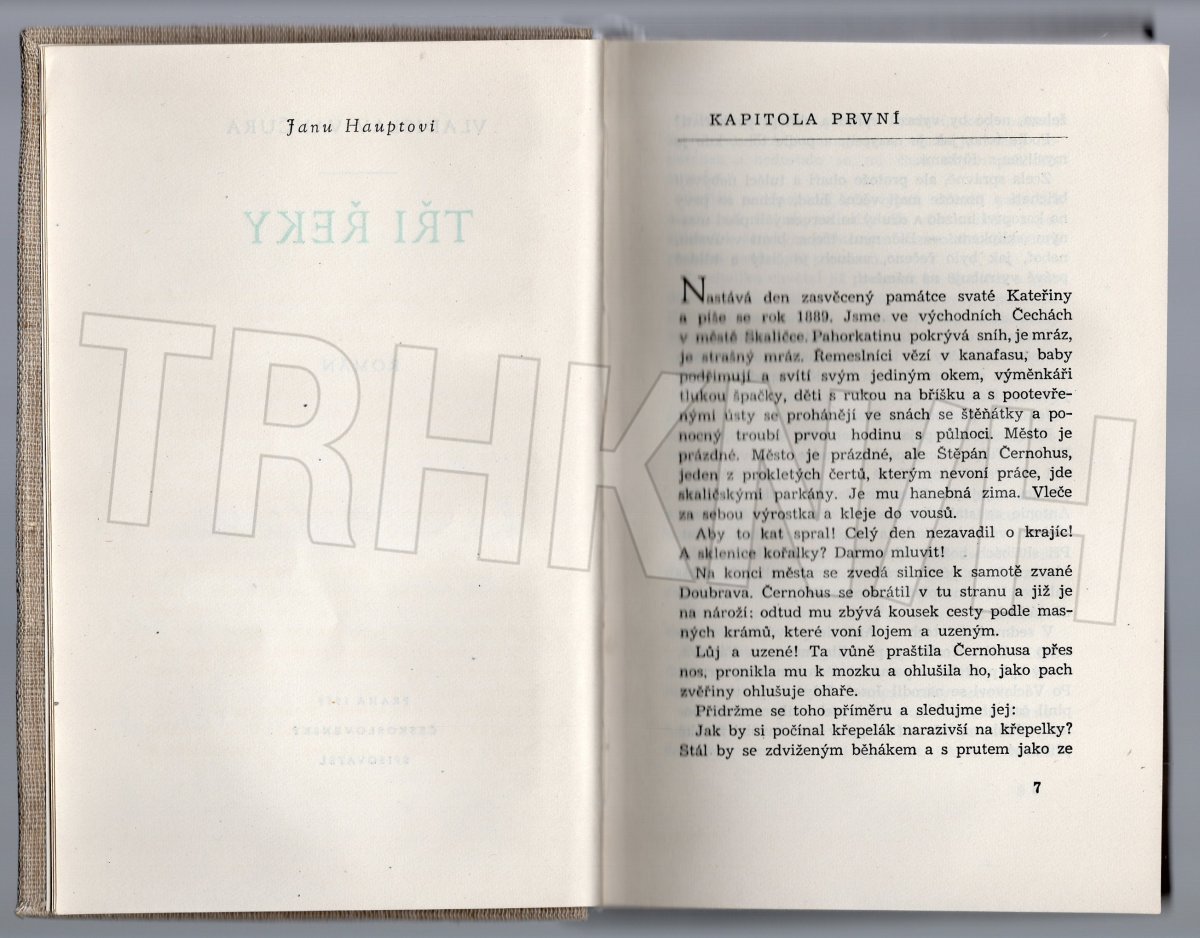 Janu Hauptovi
TŘI ŘEKY
ROMÁN
ČESKOSLOVENSKÝ
SPISOVATEL
KAPITOLA PRVNÍ
Nastává den zasvěcený památce svaté Kateřiny
a píše se rok 1889. Jsme ve východních Čechách
v městě Skaličce. Pahorkatinu pokrývá sníh, je mráz,
je strašný mráz. Řemeslníci vězí v kanafasu, baby
podřimují a svítí svým jediným okem, výměnkáři
tlukou špačky, děti s rukou na bříšku a s pootevře-
nými ústy se prohánějí ve snách se štěňátky a po-
nocný troubí prvou hodinu s půlnoci. Město je
prázdné. Město je prázdné, ale Štěpán Černohus,
jeden z prokletých čertů, kterým nevoní práce, jde
skaličskými parkány. Je mu hanebná zima. Vleče
za sebou výrostka a kleje do vousů.
Aby to kat spral! Celý den nezavadil o krajíc!
A sklenice kořalky? Darmo mluvit!
Na konci města se zvedá silnice k samotě zvané
Doubrava. Černohus se obrátil v tu stranu a již je
na nároží; odtud mu zbývá kousek cesty podle mas-
ných krámů, které voní lojem a uzeným.
Lůj a uzené! Ta vůně praštila Černohusa přes
nos, pronikla mu k mozku a ohlušila ho, jako pach
zvěřiny ohlušuje ohaře.
Přidržme se toho příměru a sledujme jej:
Jak by si počínal křepelák narazivší na křepelky?
Stál by se zdviženým běhákem a s prutem jako ze
7
TRHKNIH